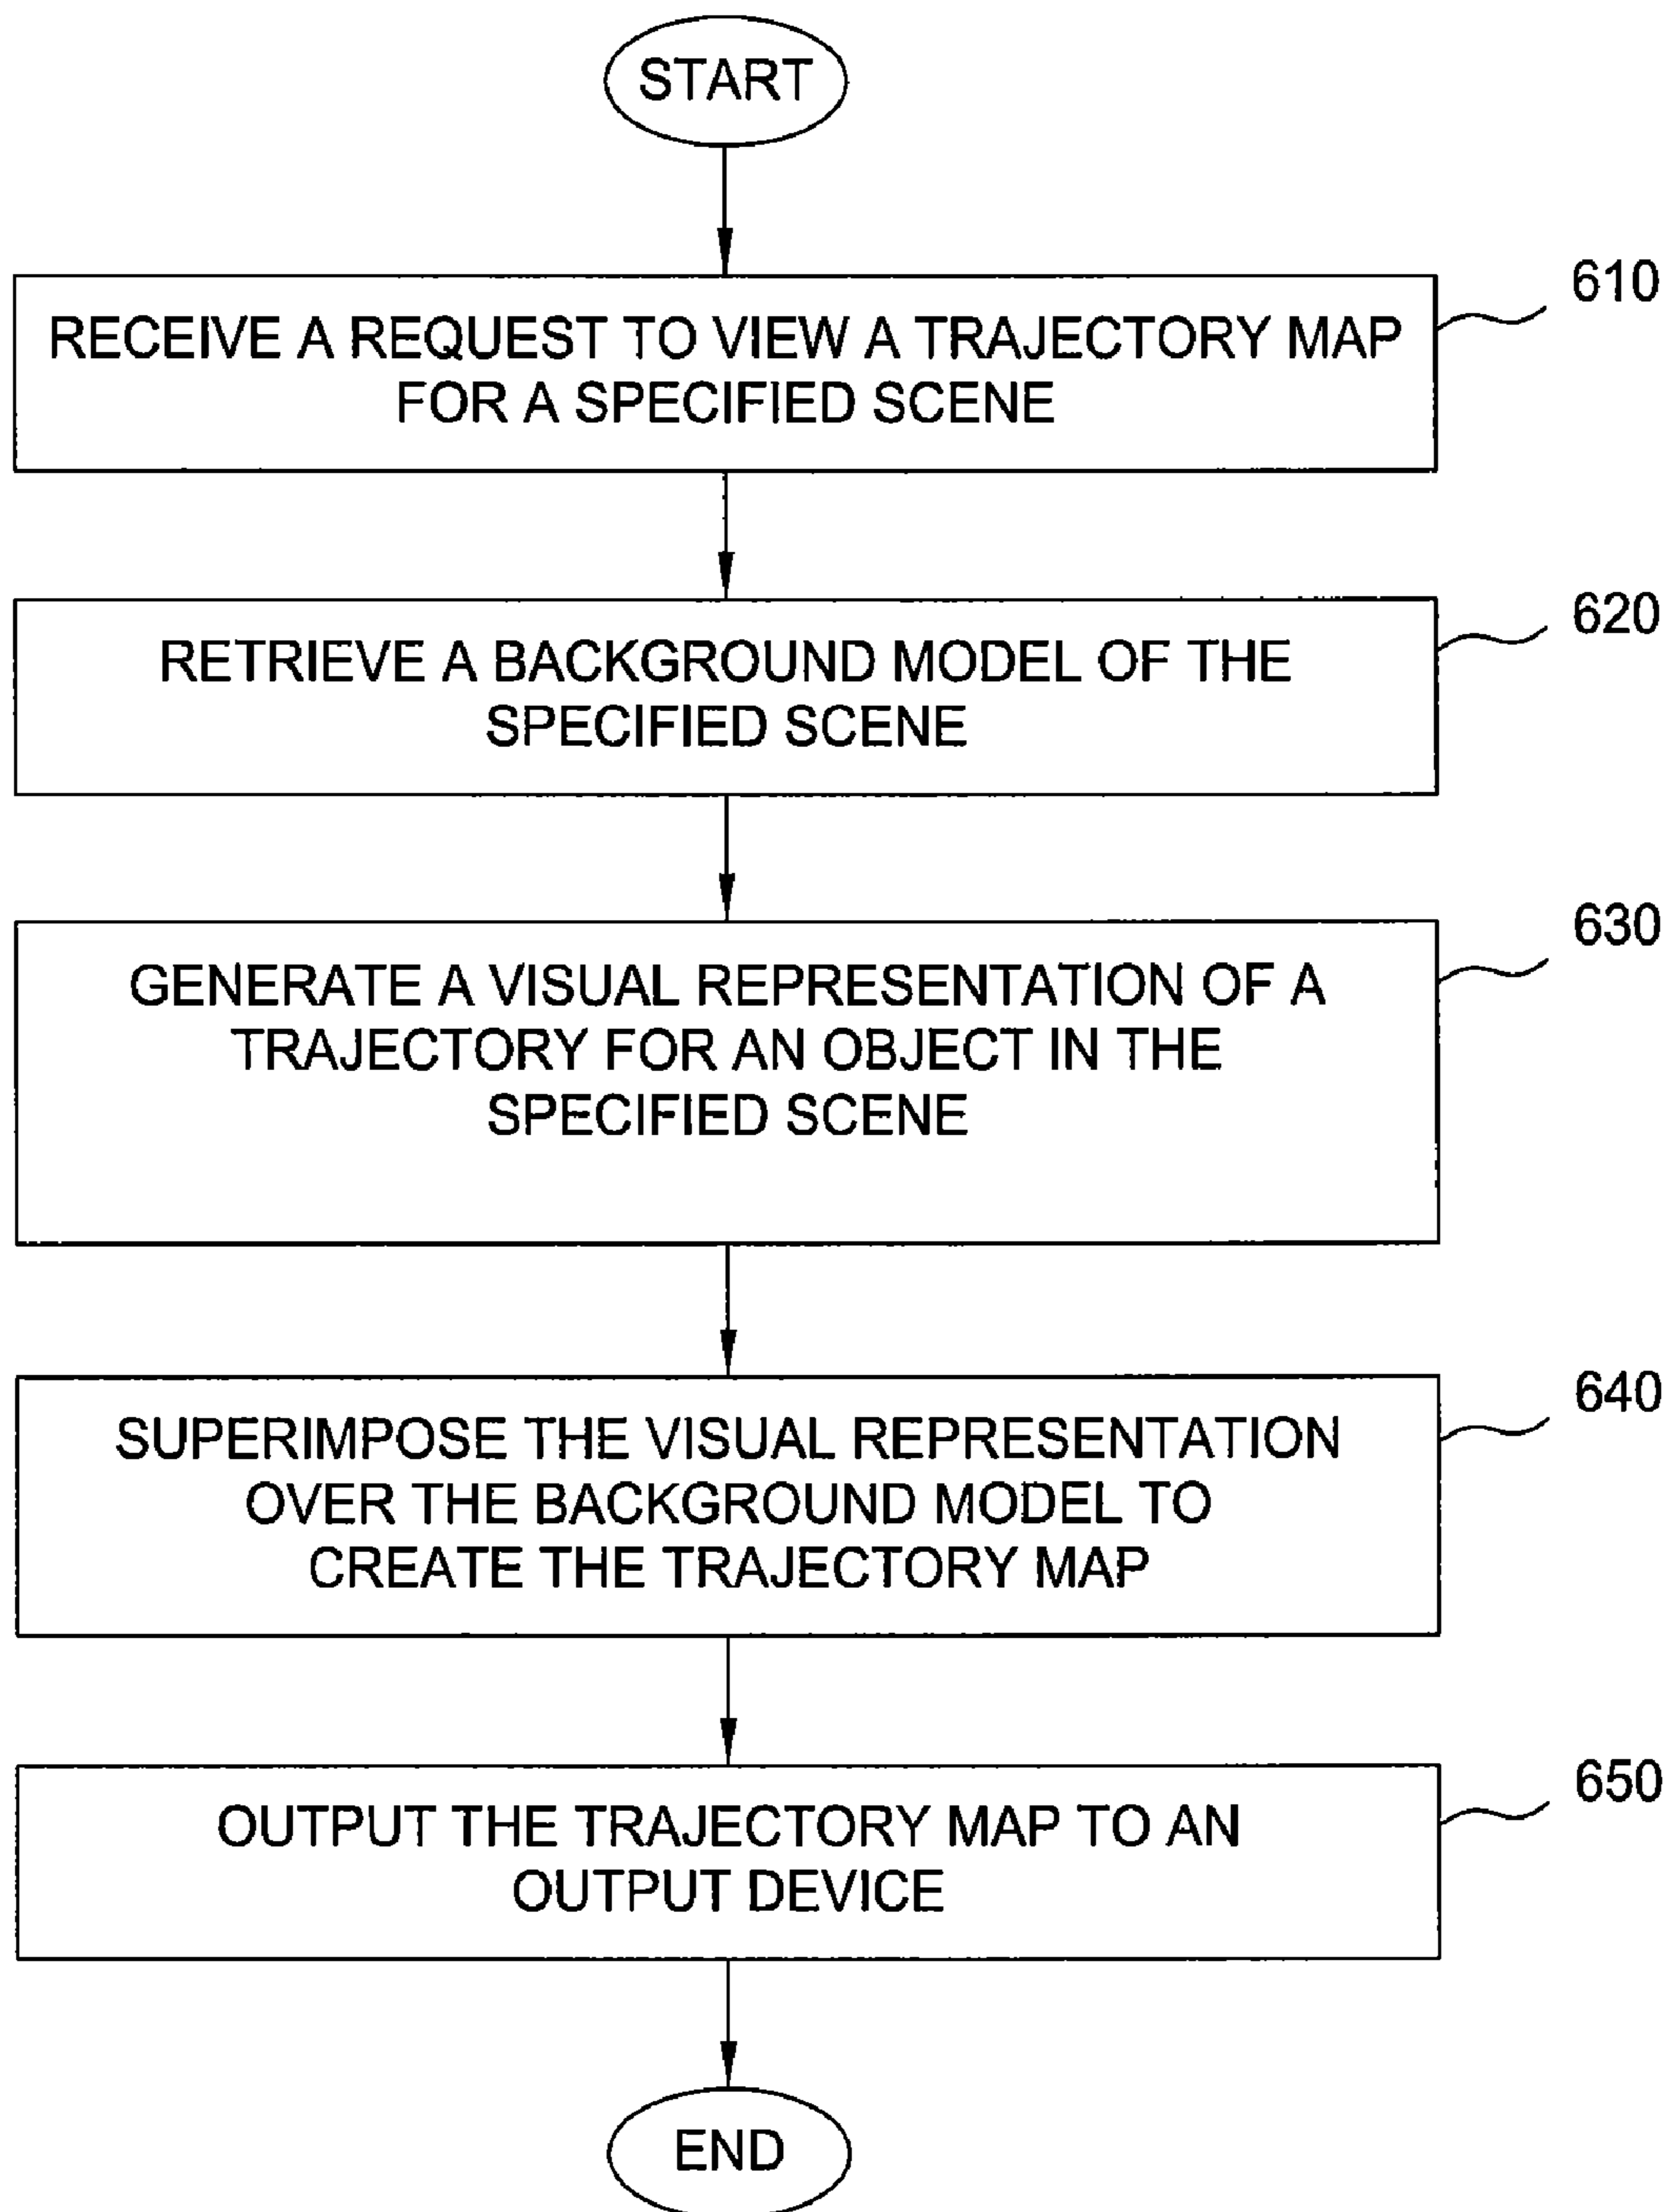 START
610
RECEIVE A REQUEST TO VIEW A TRAJECTORY MAP
FOR A SPECIFIED SCENE
620
RETRIEVE A BACKGROUND MODEL OF THE
SPECIFIED SCENE
630
GENERATE A VISUAL REPRESENTATION OF A
TRAJECTORY FOR AN OBJECT IN THE
SPECIFIED SCENE
640
SUPERIMPOSE THE VISUAL REPRESENTATION
OVER THE BACKGROUND MODEL TO
CREATE THE TRAJECTORY MAP
650
OUTPUT THE TRAJECTORY MAP TO AN
OUTPUT DEVICE
END